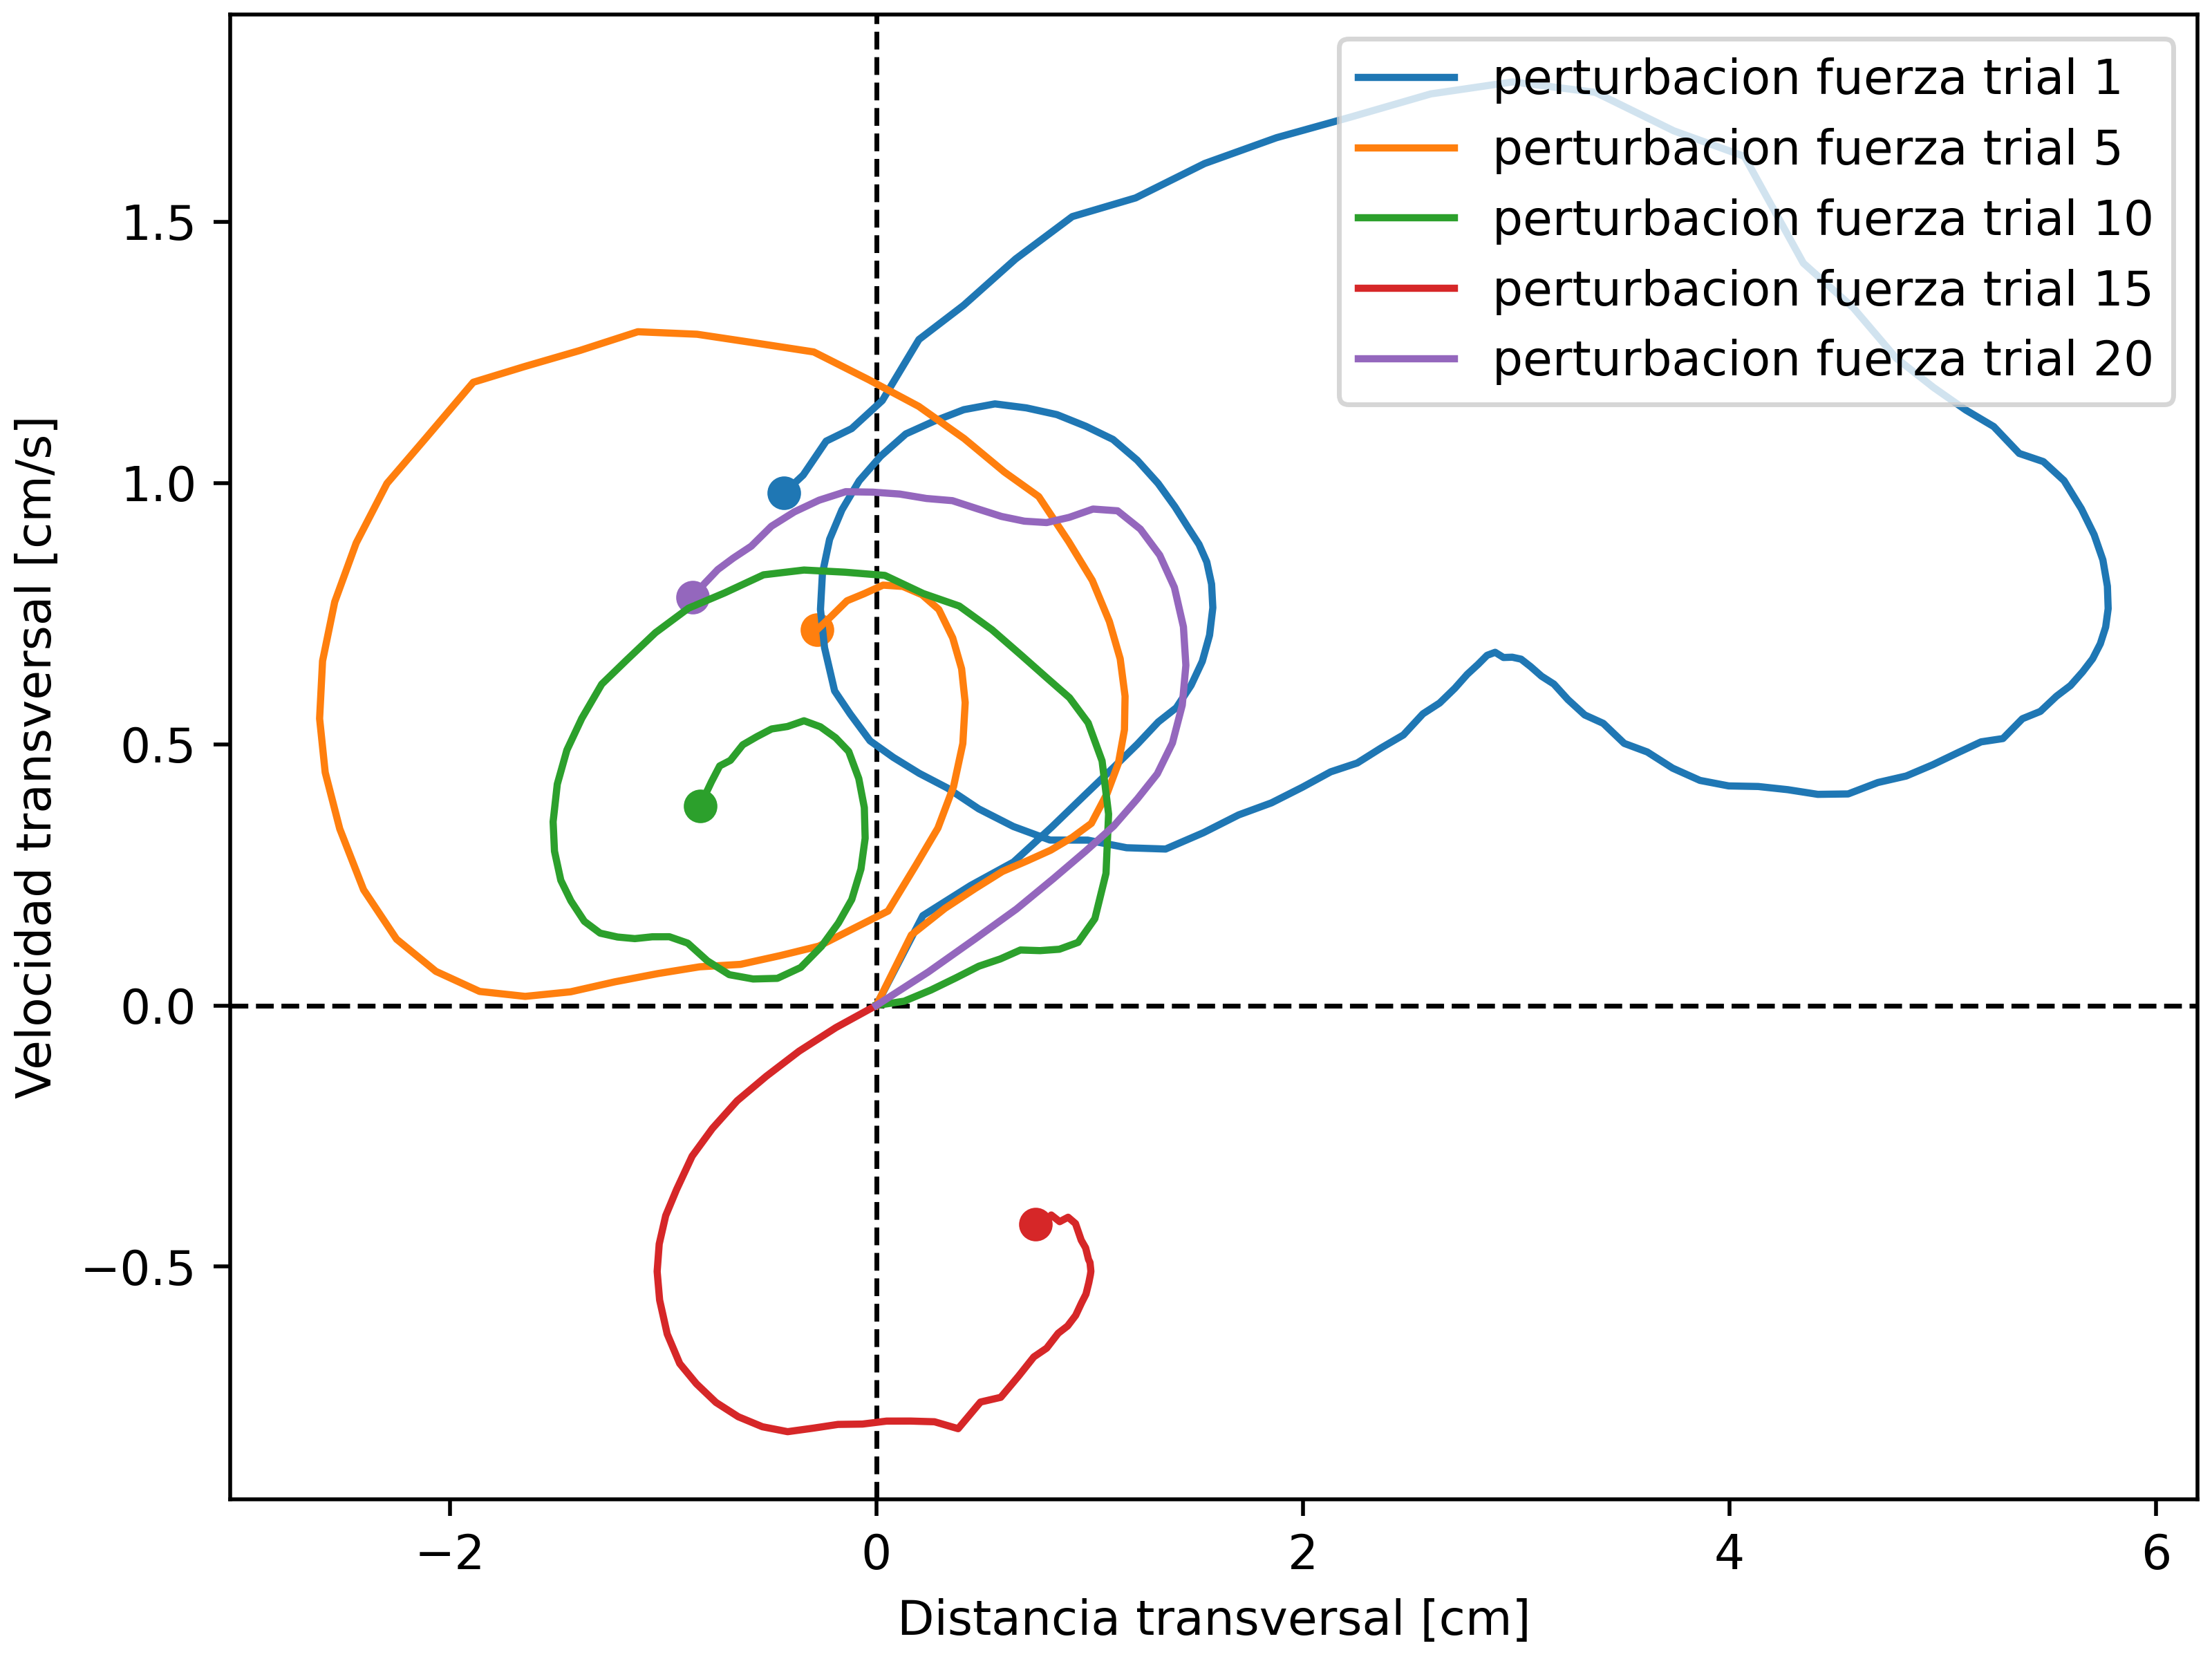 perturbacion fuerza trial 1
perturbacion fuerza trial 5
perturbacion fuerza trial 10
perturbacion fuerza trial 15
perturbacion fuerza trial 20
Velocidad transversal [cm/s]
1.5
1.0
0.5
0.0
−0.5
−2 0 2 4 6
Distancia transversal [cm]